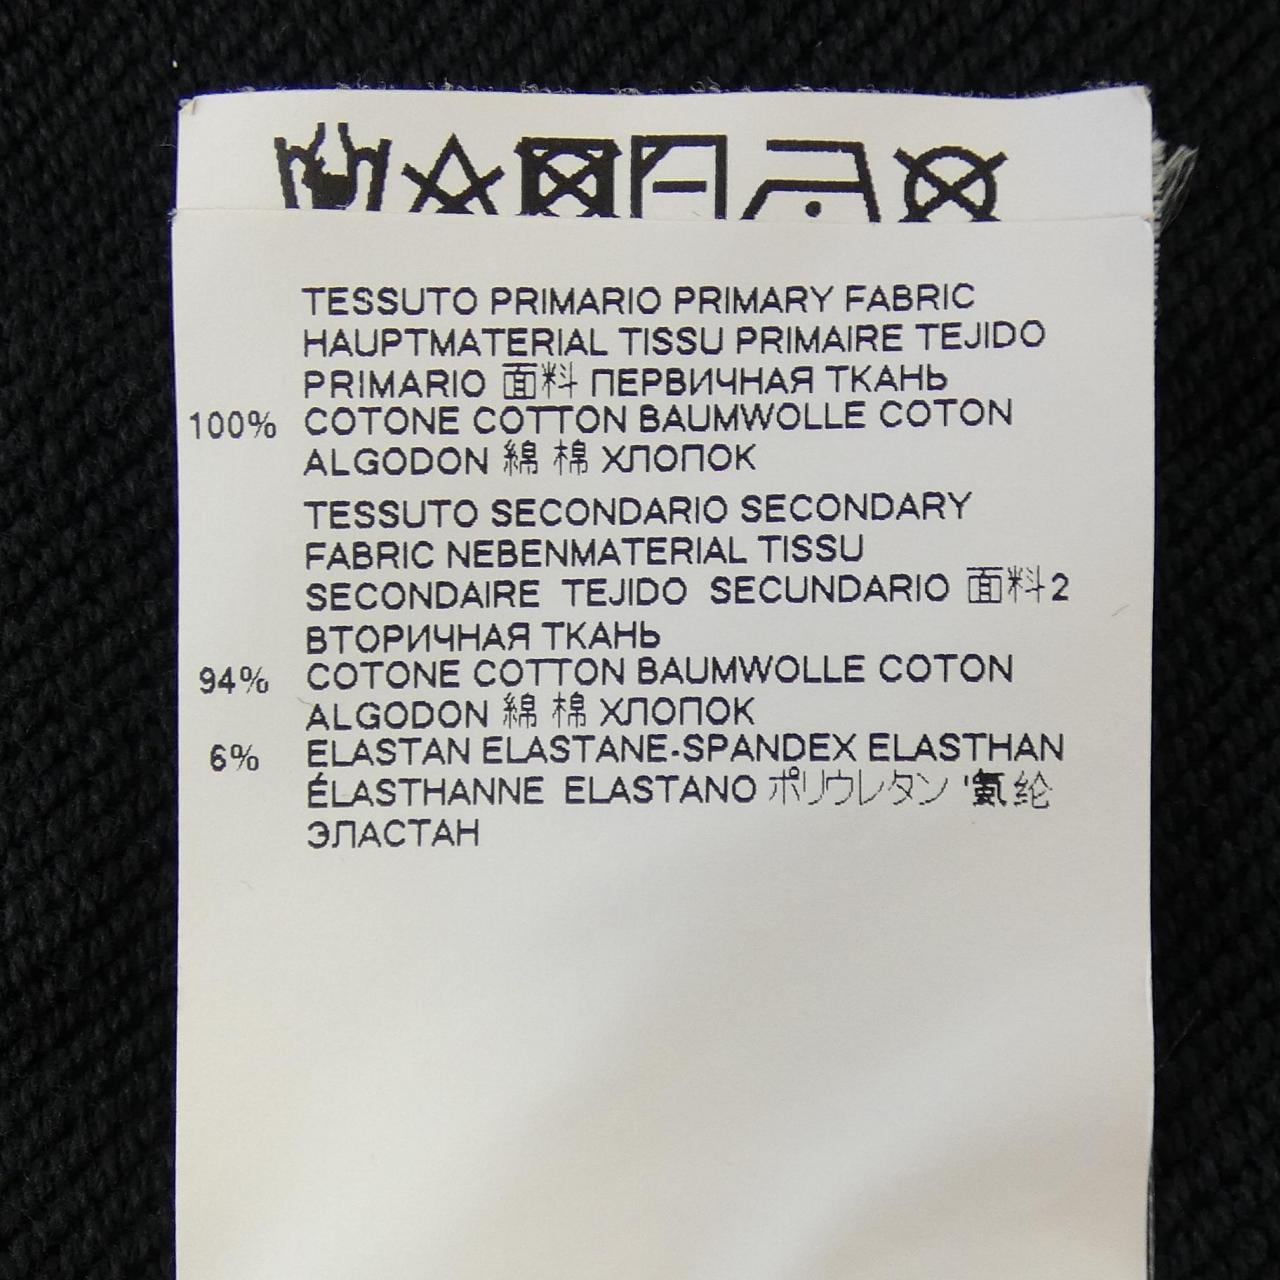 TESSUTO PRIMARIO PRIMARY FABRIC
HAUPTMATERIAL TISSU PRIMAIRE TEJIDO
PRIMARIO 面料 ПЕРВИЧНАЯ ТКАНЬ
100% COTONE COTTON BAUMWOLLE COTON
ALGODON 綿 棉 ХЛОПОК
TESSUTO SECONDARIO SECONDARY
FABRIC NEBENMATERIAL TISSU
SECONDAIRE TEJIDO SECUNDARIO 面料2
ВТОРИЧНАЯ ТКАНЬ
94% COTONE COTTON BAUMWOLLE COTON
ALGODON 綿 棉 ХЛОПОК
6% ELASTAN ELASTANE-SPANDEX ELASTHAN
ÉLASTHANNE ELASTANO ポリウレタン '氨纶
ЭЛАСТАН